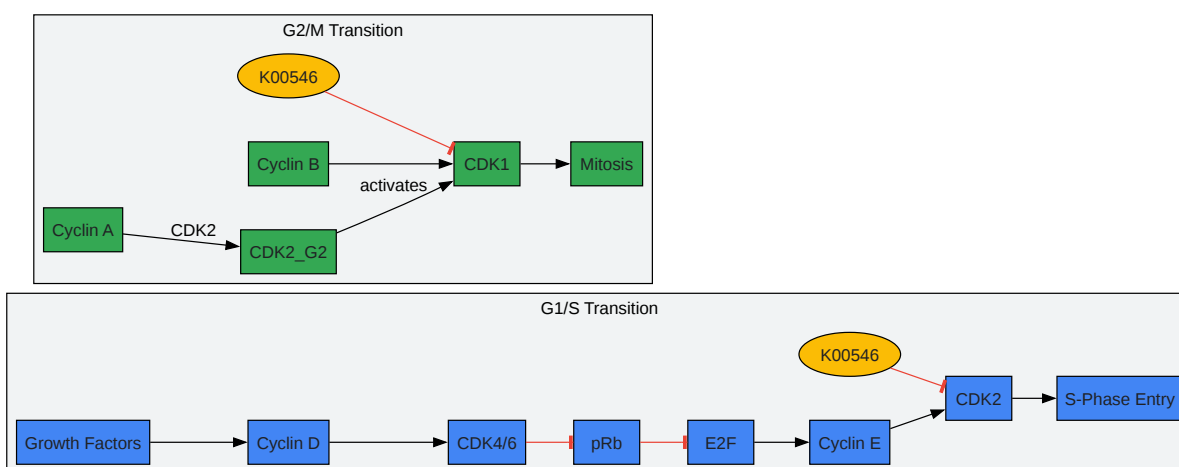 G2/M Transition
K00546
Cyclin B
CDK1
Mitosis
activates
Cyclin A
CDK2
CDK2_G2
G1/S Transition
K00546
CDK2
S-Phase Entry
Growth Factors
Cyclin D
CDK4/6
pRb
E2F
Cyclin E